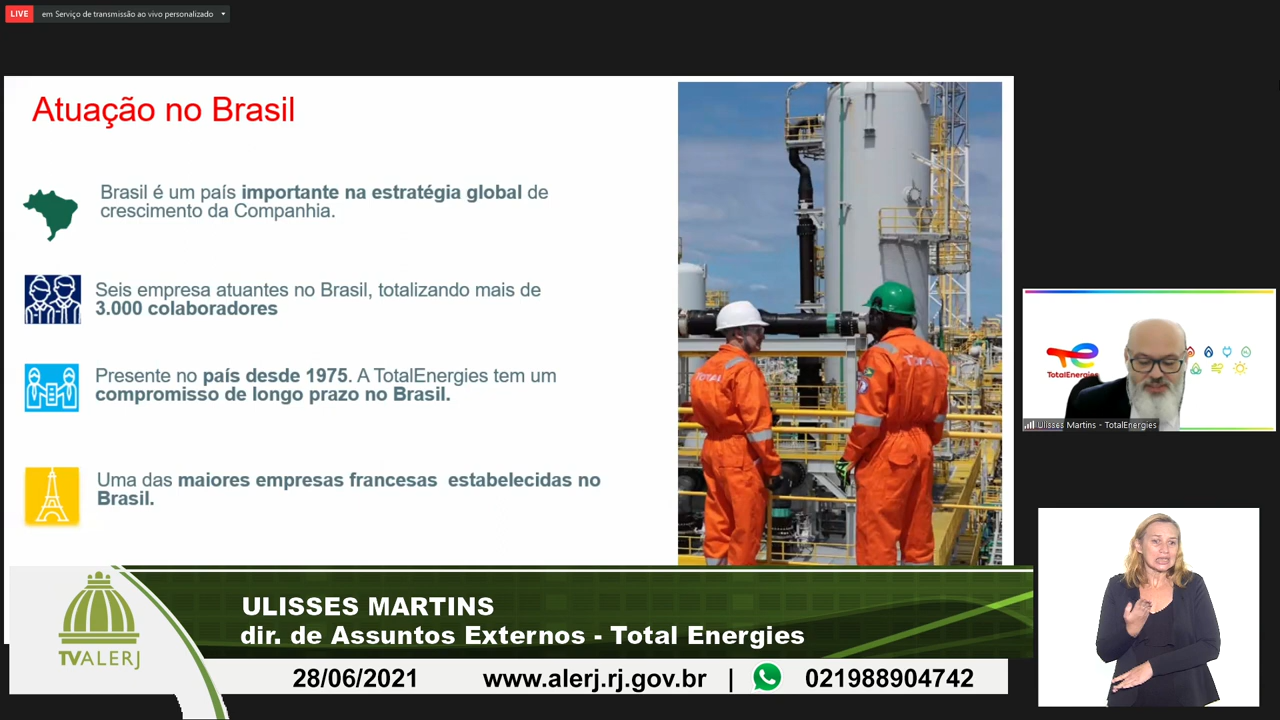 LIVE em Serviço de transmissão ao vivo personalizado
Atuação no Brasil
Brasil é um país importante na estratégia global de
crescimento da Companhia.
Seis empresa atuantes no Brasil, totalizando mais de
3.000 colaboradores
Presente no país desde 1975. A TotalEnergies tem um
compromisso de longo prazo no Brasil.
Uma das maiores empresas francesas estabelecidas no
Brasil.
TOTAL
TOTAL
TotalEnergies
Ulisses Martins - TotalEnergies
ULISSES MARTINS
dir. de Assuntos Externos - Total Energies
TVALERJ
28/06/2021 www.alerj.rj.gov.br | 021988904742